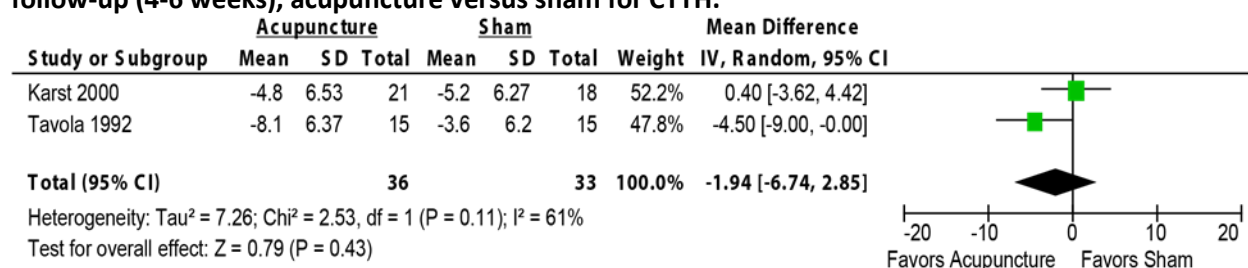 follow-up (4-6 weeks), acupuncture versus sham for CTTH.
Acupuncture Sham Mean Difference
Study or Subgroup Mean SD Total Mean SD Total Weight IV, Random, 95% CI
Karst 2000 -4.8 6.53 21 -5.2 6.27 18 52.2% 0.40 [-3.62, 4.42]
Tavola 1992 -8.1 6.37 15 -3.6 6.2 15 47.8% -4.50 [-9.00, -0.00]
Total (95% CI) 36 33 100.0% -1.94 [-6.74, 2.85]
Heterogeneity: Tau² = 7.26; Chi² = 2.53, df = 1 (P = 0.11); I² = 61%
Test for overall effect: Z = 0.79 (P = 0.43)
-20 -10 0 10 20
Favors Acupuncture Favors Sham